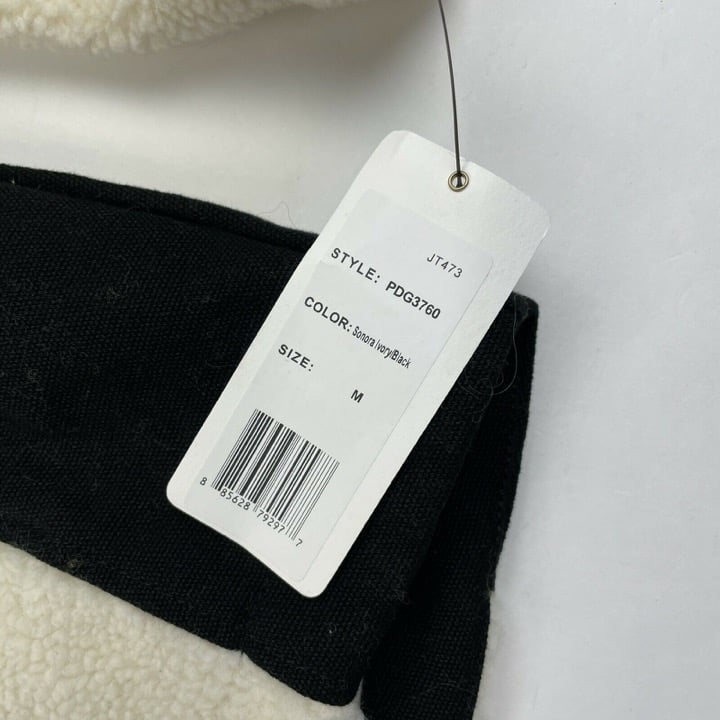 JT473
STYLE: PDG3760
COLOR: Sonora Ivory/Black
SIZE: M
8 85628 79297 7